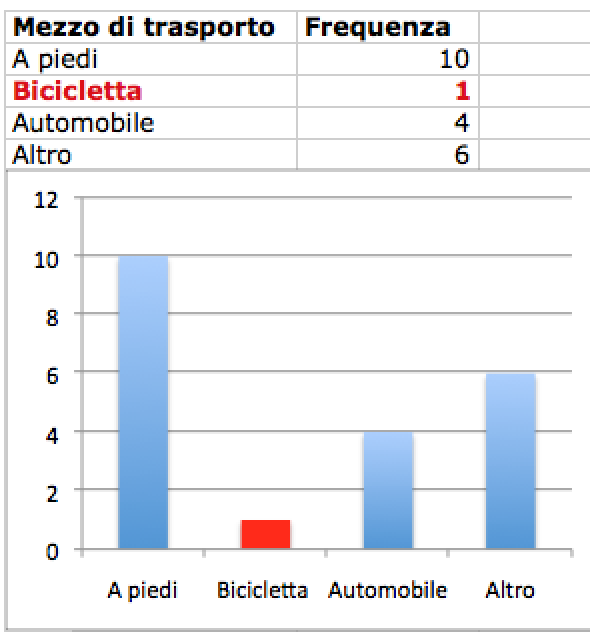 Mezzo di trasporto Frequenza
A piedi 10
Bicicletta 1
Automobile 4
Altro 6
12
10
8
6
4
2
0
A piedi Bicicletta Automobile Altro